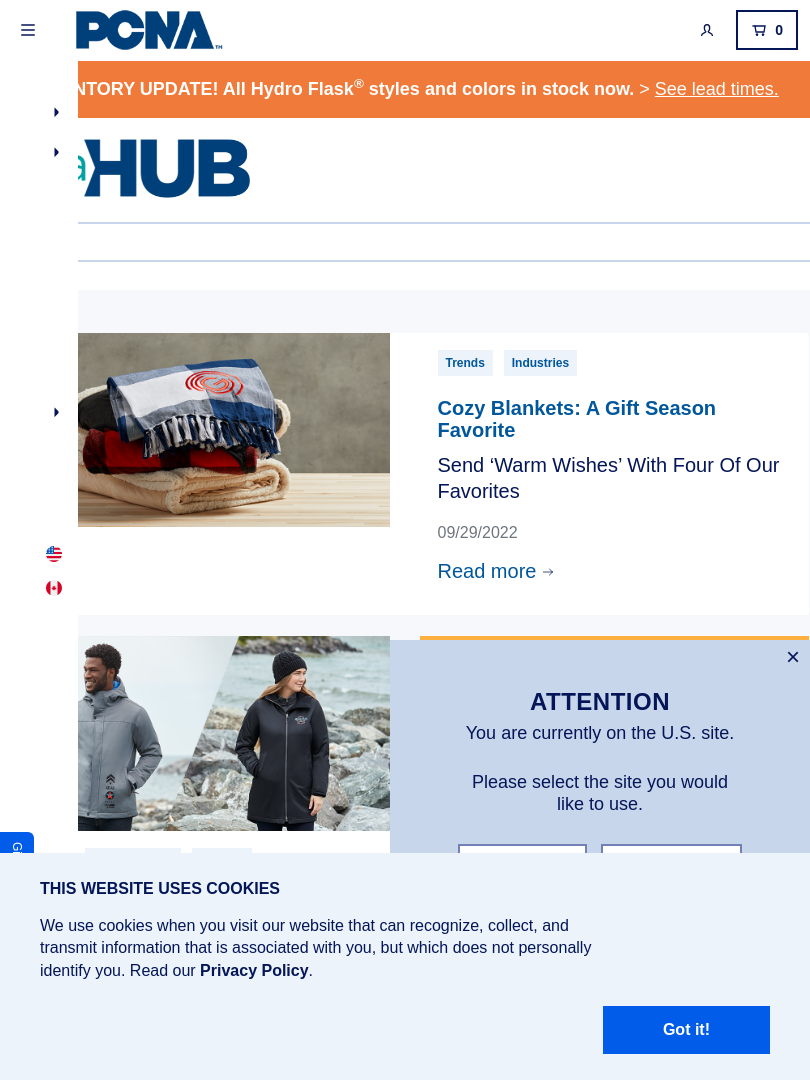 PCNA™
0
NTORY UPDATE! All Hydro Flask® styles and colors in stock now. > See lead times.
HUB
Trends Industries
Cozy Blankets: A Gift Season
Favorite
Send ‘Warm Wishes’ With Four Of Our
Favorites
09/29/2022
Read more
ATTENTION
You are currently on the U.S. site.
Please select the site you would
like to use.
THIS WEBSITE USES COOKIES
We use cookies when you visit our website that can recognize, collect, and
transmit information that is associated with you, but which does not personally
identify you. Read our Privacy Policy.
Got it!